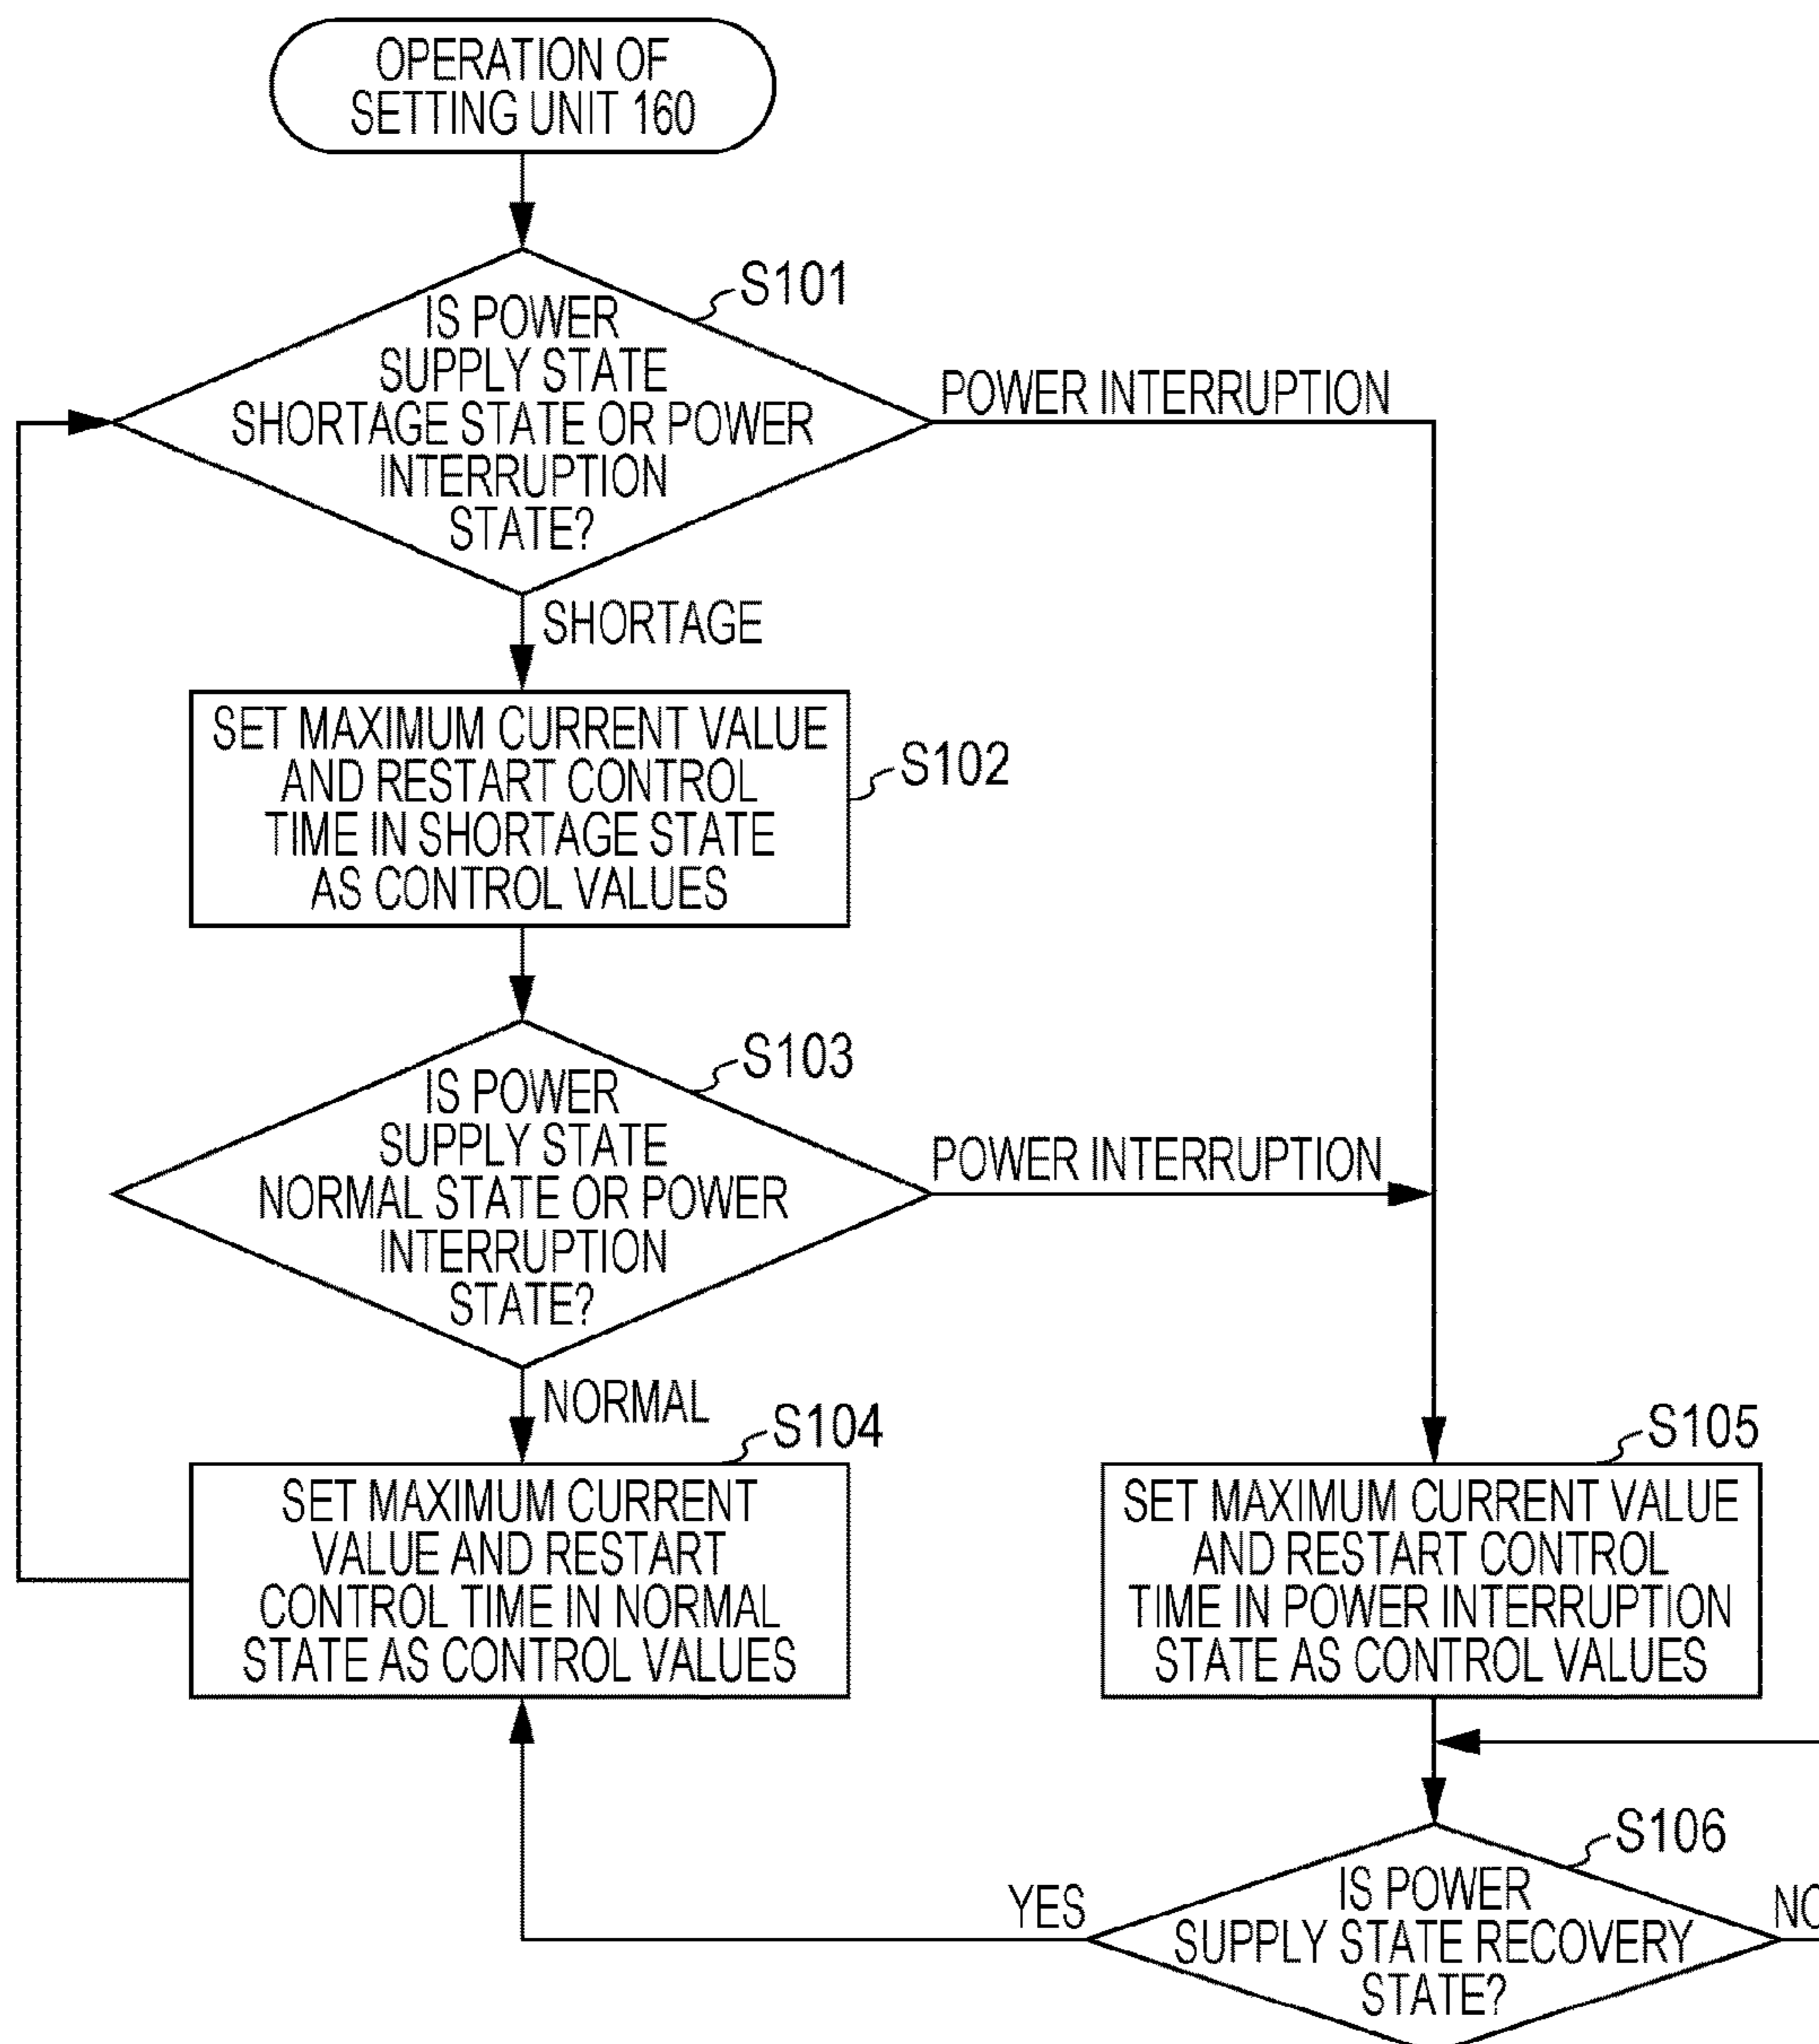 OPERATION OF
SETTING UNIT 160
S101
IS POWER
SUPPLY STATE
SHORTAGE STATE OR POWER
INTERRUPTION
STATE?
POWER INTERRUPTION
SHORTAGE
SET MAXIMUM CURRENT VALUE
AND RESTART CONTROL
TIME IN SHORTAGE STATE
AS CONTROL VALUES
S102
S103
IS POWER
SUPPLY STATE
NORMAL STATE OR POWER
INTERRUPTION
STATE?
POWER INTERRUPTION
NORMAL
S104
SET MAXIMUM CURRENT
VALUE AND RESTART
CONTROL TIME IN NORMAL
STATE AS CONTROL VALUES
S105
SET MAXIMUM CURRENT VALUE
AND RESTART CONTROL
TIME IN POWER INTERRUPTION
STATE AS CONTROL VALUES
S106
IS POWER
SUPPLY STATE RECOVERY
STATE?
YES
NO